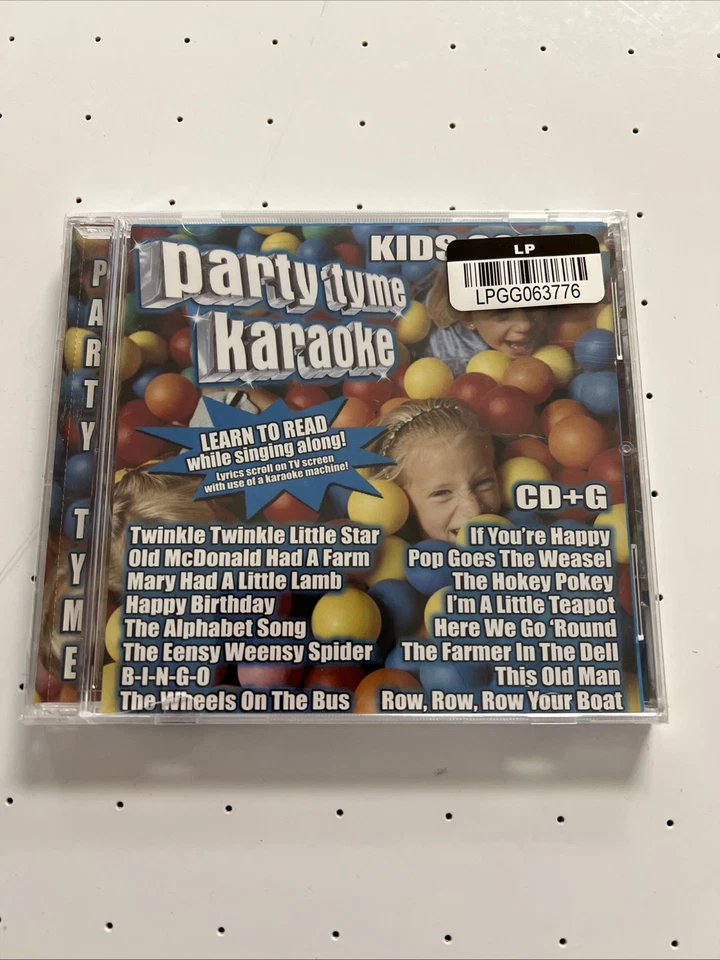 PARTY TYME
KIDS
party tyme
karaoke
LP
LPGG063776
LEARN TO READ
while singing along!
Lyrics scroll on TV screen
with use of a karaoke machine!
CD+G
Twinkle Twinkle Little Star
Old McDonald Had A Farm
Mary Had A Little Lamb
Happy Birthday
The Alphabet Song
The Eensy Weensy Spider
B-I-N-G-O
The Wheels On The Bus
If You're Happy
Pop Goes The Weasel
The Hokey Pokey
I'm A Little Teapot
Here We Go 'Round
The Farmer In The Dell
This Old Man
Row, Row, Row Your Boat